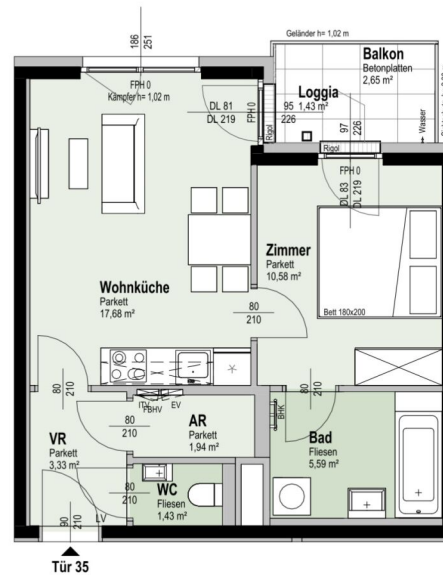 Geländer h= 1,02 m
186
251
Balkon
Betonplatten
2,65 m²
FPH 0
Kämpfer h= 1,02 m
DL 81
DL 219
FPH 0
Rigol
Loggia
95
226
1,43 m²
97
226
Wasser
Rigol
FPH 0
DL 83
DL 219
Zimmer
Parkett
10,58 m²
Wohnküche
Parkett
17,68 m²
80
210
Bett 180x200
80
210
80
210
ITV
FBHV
EV
80
210
AR
Parkett
1,94 m²
BHK
VR
Parkett
3,33 m²
Bad
Fliesen
5,59 m²
80
210
WC
Fliesen
1,43 m²
LV
90
210
Tür 35